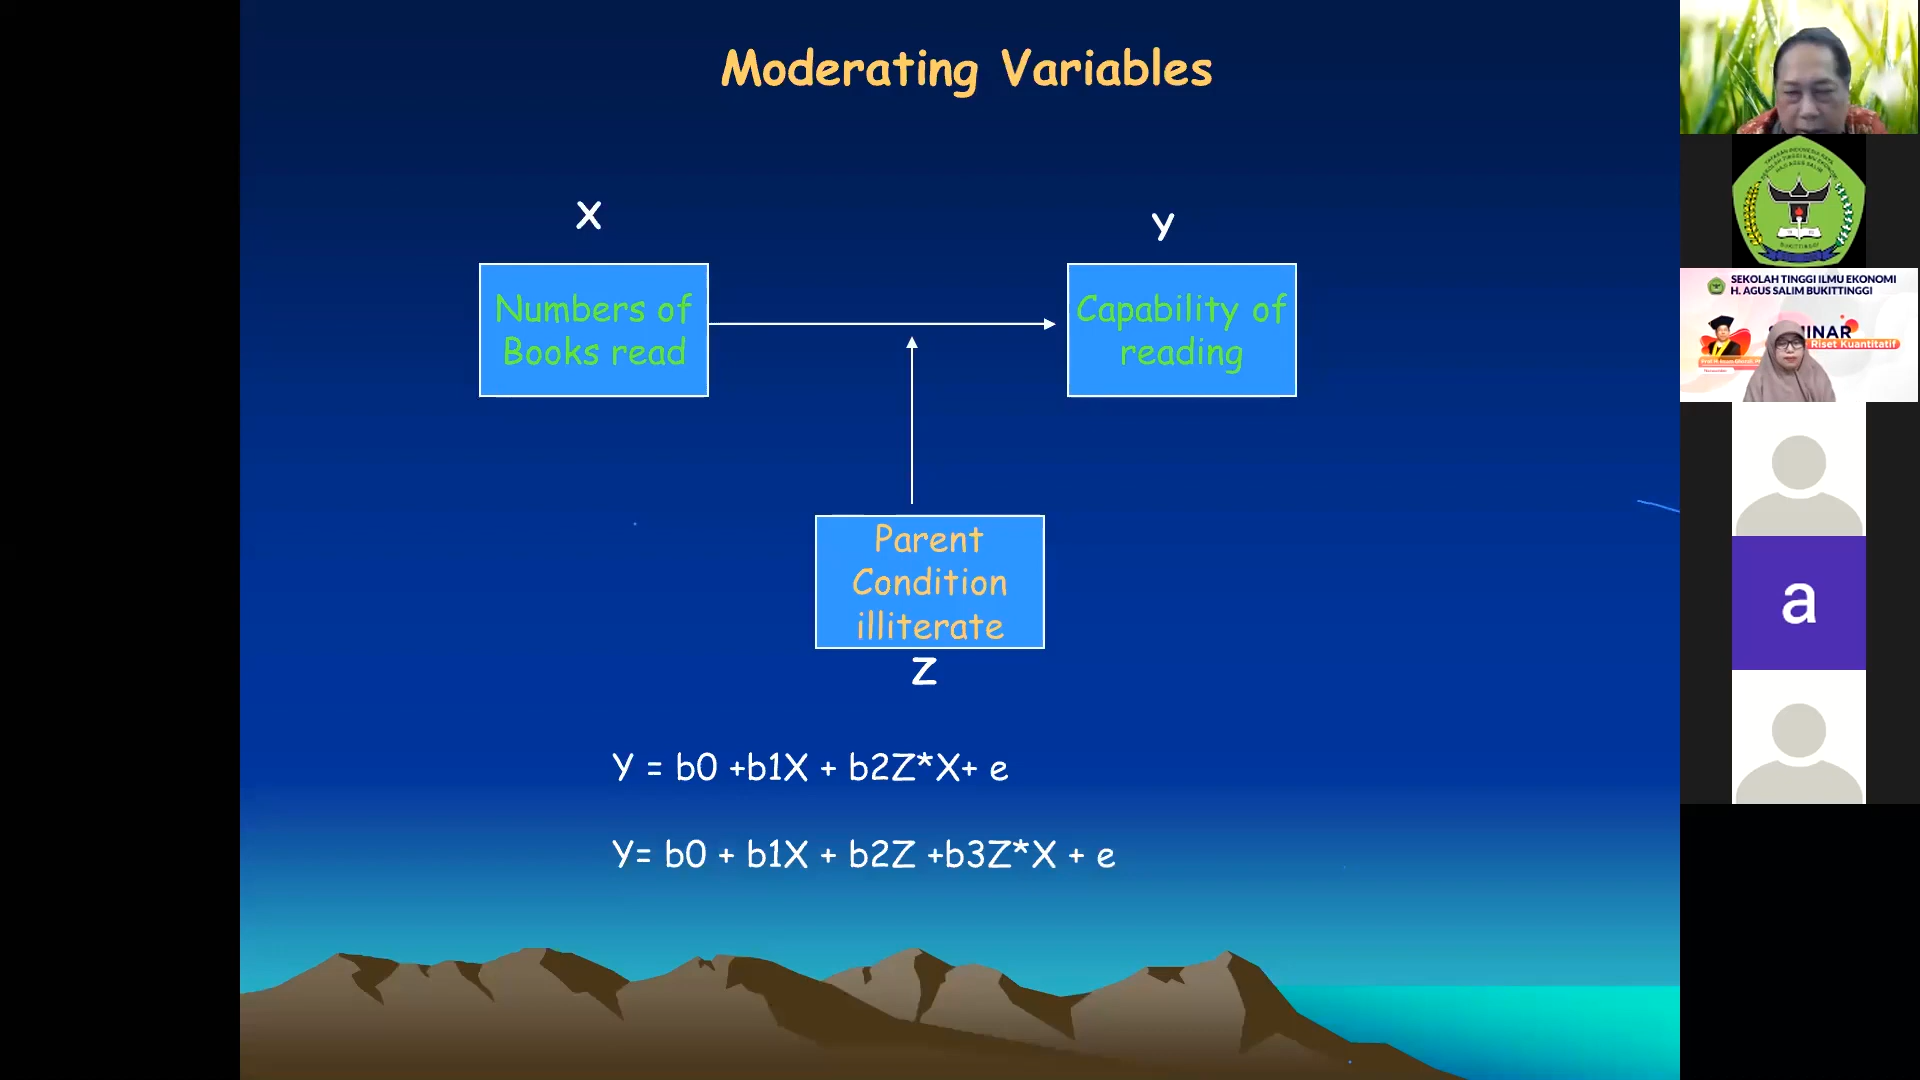 Moderating Variables
X
Y
Numbers of
Books read
Capability of
reading
Parent
Condition
illiterate
Z
Y = b0 +b1X + b2Z*X+ e
Y= b0 + b1X + b2Z +b3Z*X + e
BUKITTINGGI
SEKOLAH TINGGI ILMU EKONOMI
H. AGUS SALIM BUKITTINGGI
Riset Kuantitatif
a